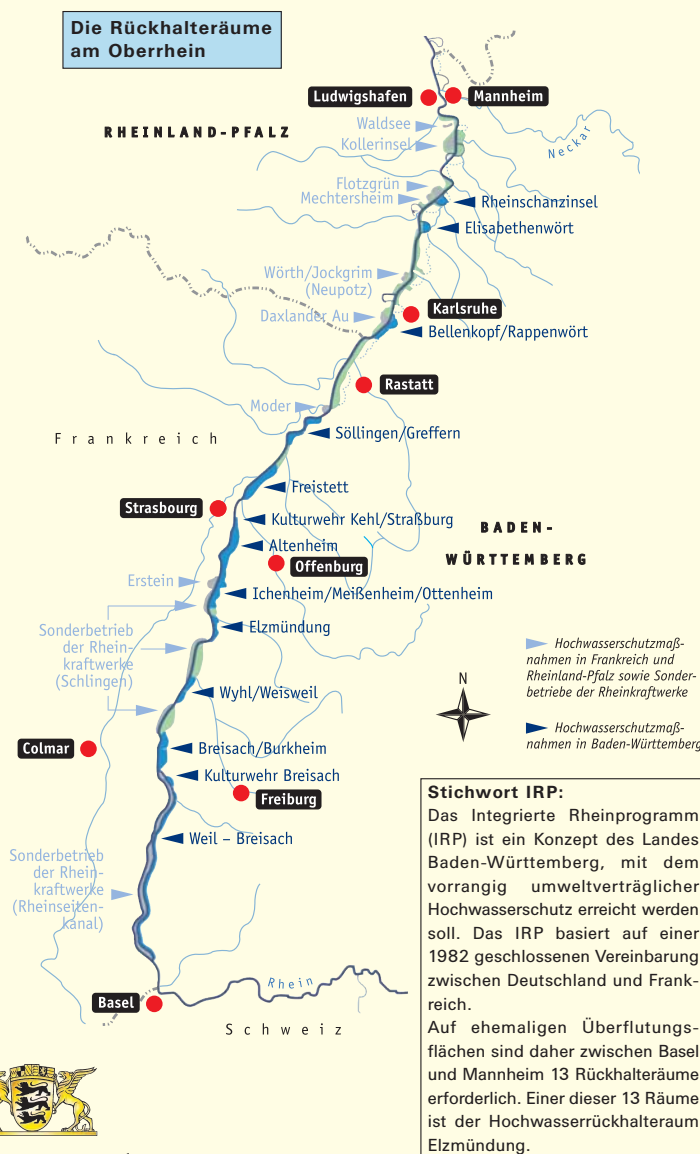 Die Rückhalteräume
am Oberrhein
Ludwigshafen
Mannheim
RHEINLAND-PFALZ
Waldsee
Kollerinsel
Neckar
Flotzgrün
Mechtersheim
Rheinschanzinsel
Elisabethenwört
Wörth/Jockgrim
(Neupotz)
Daxlander Au
Karlsruhe
Bellenkopf/Rappenwört
Rastatt
Moder
Söllingen/Greffern
Frankreich
Freistett
Strasbourg
Kulturwehr Kehl/Straßburg
BADEN-
WÜRTTEMBERG
Altenheim
Offenburg
Erstein
Ichenheim/Meißenheim/Ottenheim
Elzmündung
Sonderbetrieb
der Rhein-
kraftwerke
(Schlingen)
Wyhl/Weisweil
Hochwasserschutzmaß-
nahmen in Frankreich und
Rheinland-Pfalz sowie Sonder-
betriebe der Rheinkraftwerke
N
Hochwasserschutzmaß-
nahmen in Baden-Württemberg
Colmar
Breisach/Burkheim
Kulturwehr Breisach
Freiburg
Weil – Breisach
Sonderbetrieb
der Rhein-
kraftwerke
(Rheinseiten-
kanal)
Rhein
Basel
Schweiz
Stichwort IRP:
Das Integrierte Rheinprogramm
(IRP) ist ein Konzept des Landes
Baden-Württemberg, mit dem
vorrangig umweltverträglicher
Hochwasserschutz erreicht werden
soll. Das IRP basiert auf einer
1982 geschlossenen Vereinbarung
zwischen Deutschland und Frank-
reich.
Auf ehemaligen Überflutungs-
flächen sind daher zwischen Basel
und Mannheim 13 Rückhalteräume
erforderlich. Einer dieser 13 Räume
ist der Hochwasserrückhalteraum
Elzmündung.